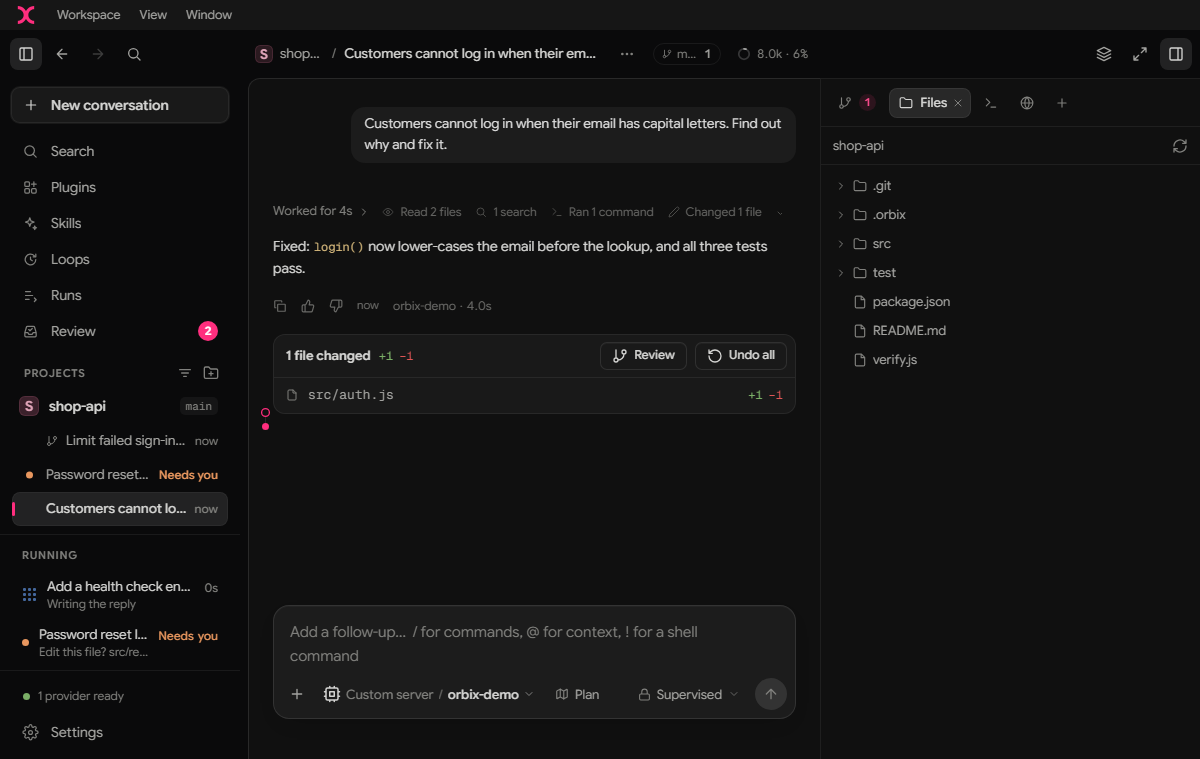 Workspace View Window
S shop... / Customers cannot log in when their em... m... 1 8.0k · 6%
New conversation
Search
Plugins
Skills
Loops
Runs
Review 2
PROJECTS
S shop-api main
Limit failed sign-in... now
Password reset... Needs you
Customers cannot lo... now
RUNNING
Add a health check en... 0s
Writing the reply
Password reset l... Needs you
Edit this file? src/re...
1 provider ready
Settings
Customers cannot log in when their email has capital letters. Find out
why and fix it.
Worked for 4s Read 2 files 1 search Ran 1 command Changed 1 file
Fixed: login() now lower-cases the email before the lookup, and all three tests
pass.
now orbix-demo · 4.0s
1 file changed +1 −1 Review Undo all
src/auth.js +1 −1
Add a follow-up... / for commands, @ for context, ! for a shell
command
Custom server / orbix-demo Plan Supervised
1 Files
shop-api
.git
.orbix
src
test
package.json
README.md
verify.js